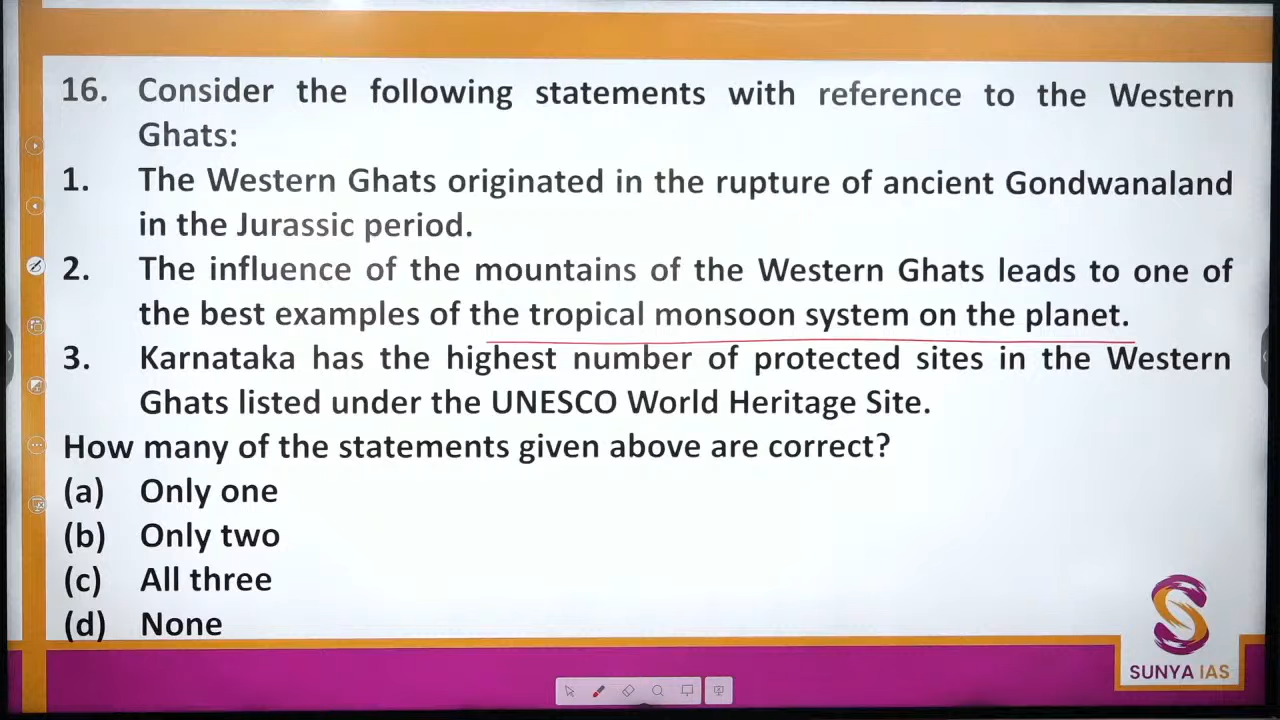 16. Consider the following statements with reference to the Western
Ghats:
1. The Western Ghats originated in the rupture of ancient Gondwanaland
in the Jurassic period.
2. The influence of the mountains of the Western Ghats leads to one of
the best examples of the tropical monsoon system on the planet.
3. Karnataka has the highest number of protected sites in the Western
Ghats listed under the UNESCO World Heritage Site.
How many of the statements given above are correct?
(a) Only one
(b) Only two
(c) All three
(d) None
SUNYA IAS